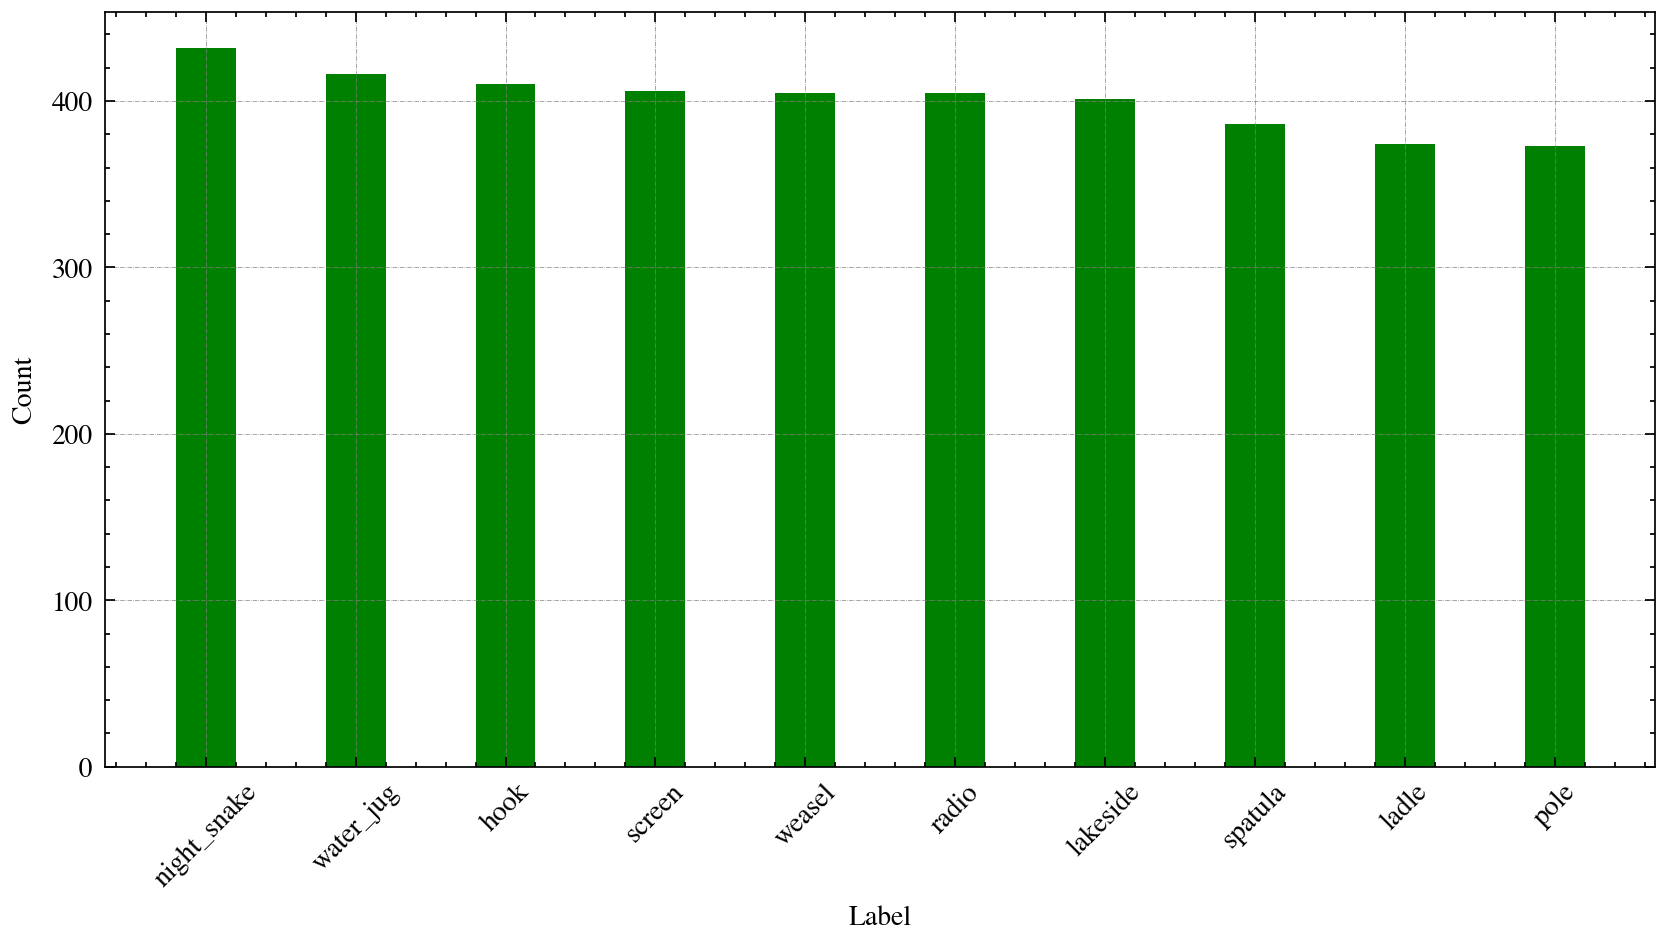 400
300
200
100
0
Count
night_snake
water_jug
hook
screen
weasel
radio
lakeside
spatula
ladle
pole
Label